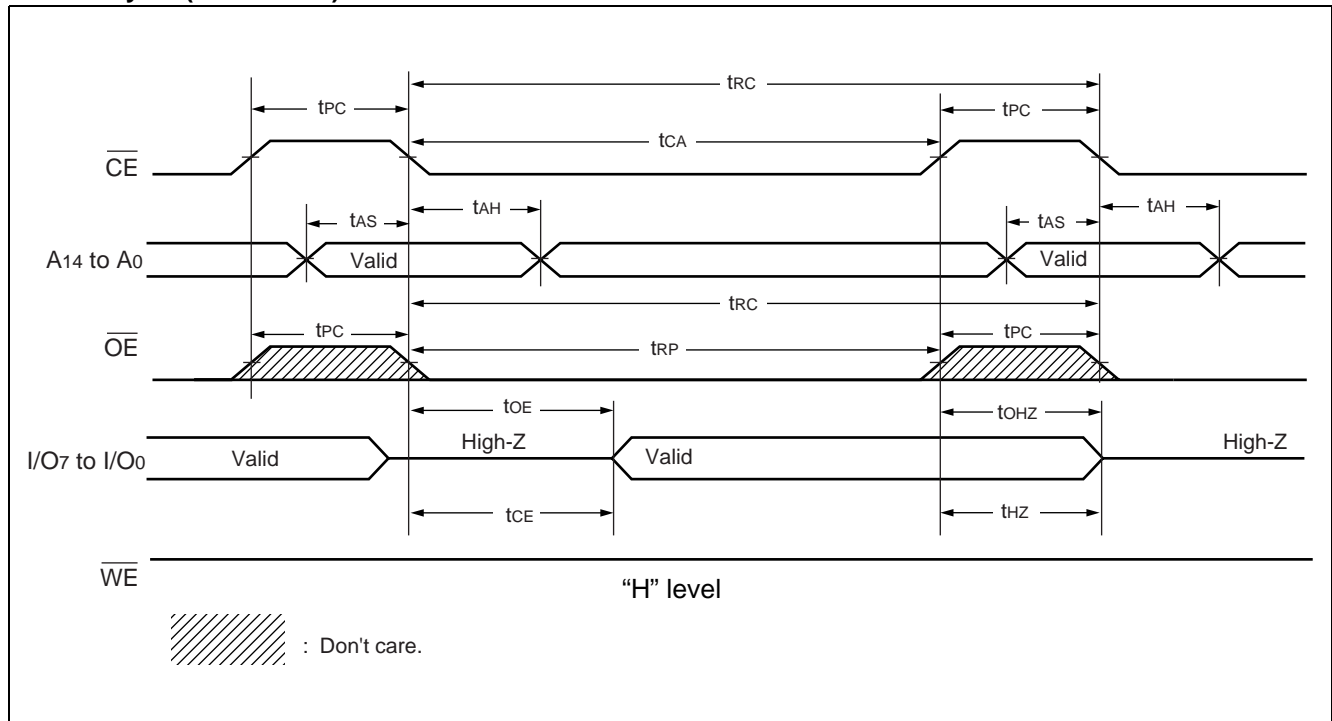 tRC
tPC tPC
tCA
CE
tAS tAH tAS tAH
A14 to A0 Valid Valid
tRC
tPC tPC
OE tRP
tOE tOHZ
High-Z High-Z
I/O7 to I/O0 Valid Valid
tCE tHZ
WE
“H” level
: Don't care.